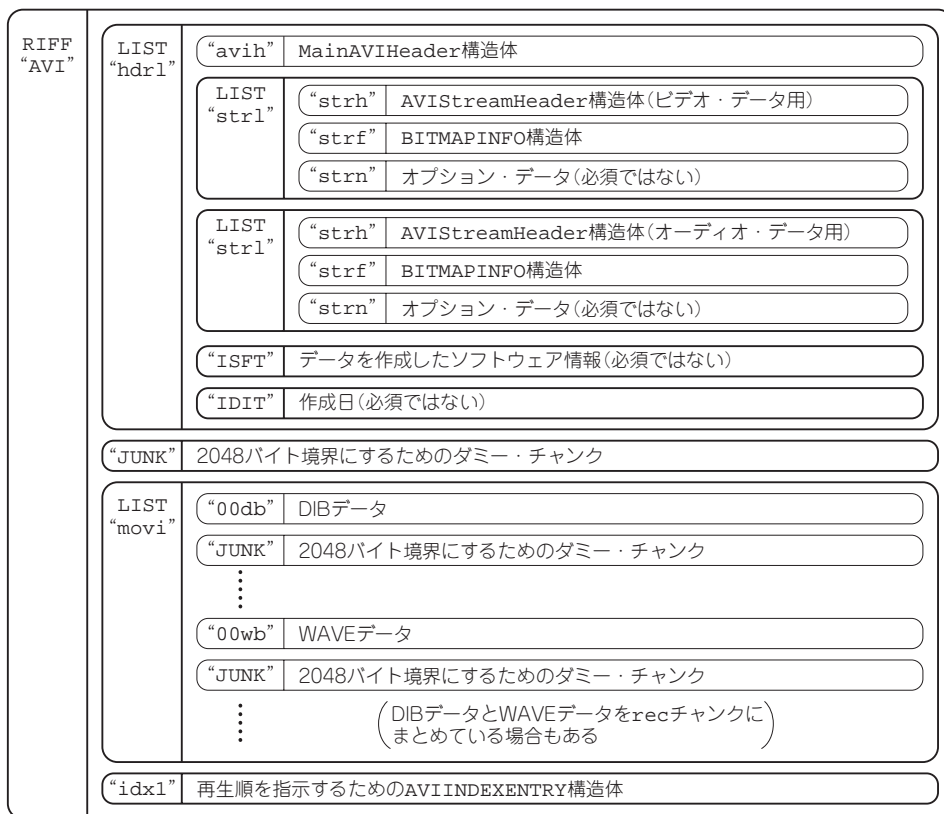 RIFF
“AVI”
LIST
“hdrl”
“avih” MainAVIHeader構造体
LIST
“strl”
“strh” AVIStreamHeader構造体(ビデオ・データ用)
“strf” BITMAPINFO構造体
“strn” オプション・データ(必須ではない)
LIST
“strl”
“strh” AVIStreamHeader構造体(オーディオ・データ用)
“strf” BITMAPINFO構造体
“strn” オプション・データ(必須ではない)
“ISFT” データを作成したソフトウェア情報(必須ではない)
“IDIT” 作成日(必須ではない)
“JUNK” 2048バイト境界にするためのダミー・チャンク
LIST
“movi”
“00db” DIBデータ
“JUNK” 2048バイト境界にするためのダミー・チャンク
“00wb” WAVEデータ
“JUNK” 2048バイト境界にするためのダミー・チャンク
(DIBデータとWAVEデータをrecチャンクに
まとめている場合もある)
“idx1” 再生順を指示するためのAVIINDEXENTRY構造体